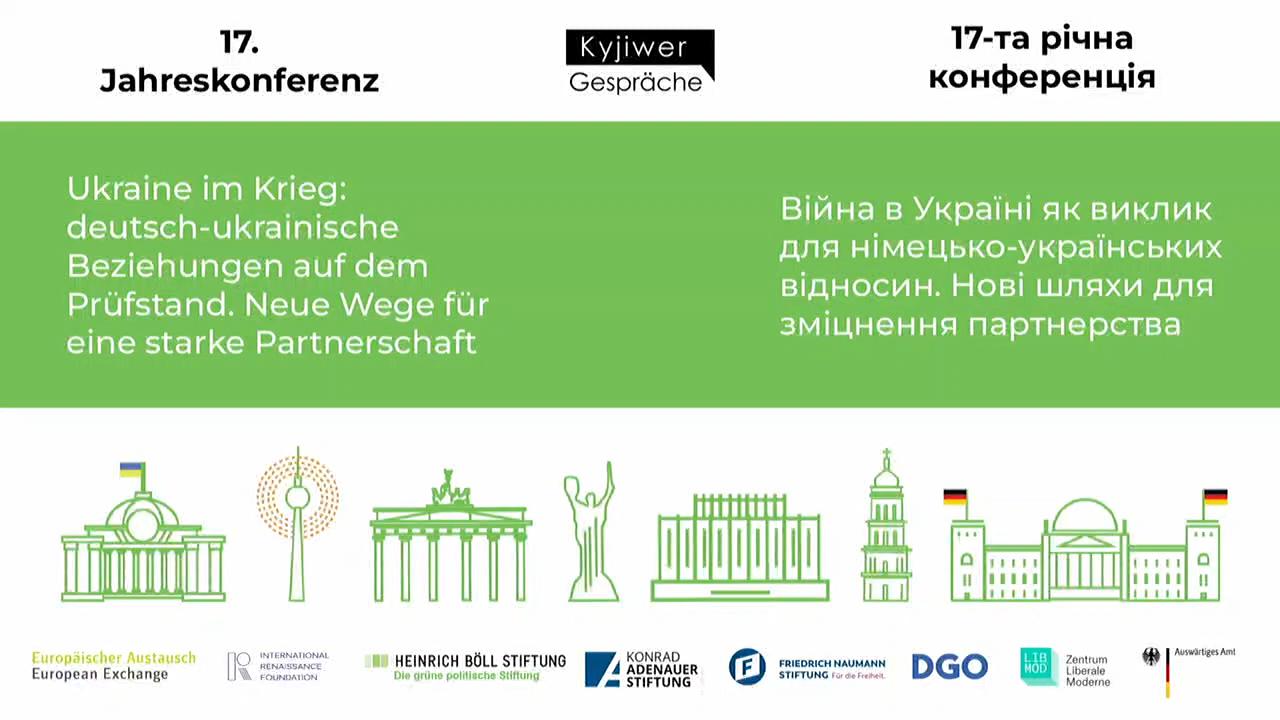 17.
Jahreskonferenz
Kyjiwer
Gespräche
17-та річна
конференція
Ukraine im Krieg:
deutsch-ukrainische
Beziehungen auf dem
Prüfstand. Neue Wege für
eine starke Partnerschaft
Війна в Україні як виклик
для німецько-українських
відносин. Нові шляхи для
зміцнення партнерства
Europäischer Austausch
European Exchange
INTERNATIONAL
RENAISSANCE
FOUNDATION
HEINRICH BÖLL STIFTUNG
Die grüne politische Stiftung
KONRAD
ADENAUER
STIFTUNG
F
FRIEDRICH NAUMANN
STIFTUNG Für die Freiheit.
DGO
LIB
MOD
Zentrum
Liberale
Moderne
Auswärtiges Amt